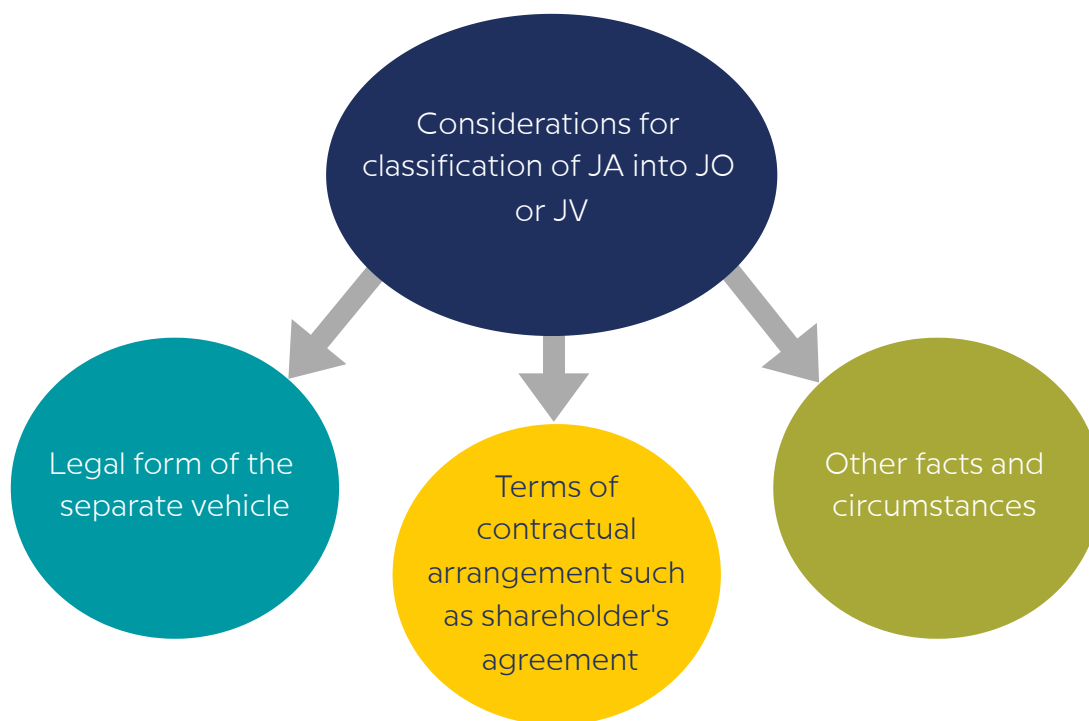 Considerations for
classification of JA into JO
or JV
Legal form of the
separate vehicle
Terms of
contractual
arrangement such
as shareholder's
agreement
Other facts and
circumstances